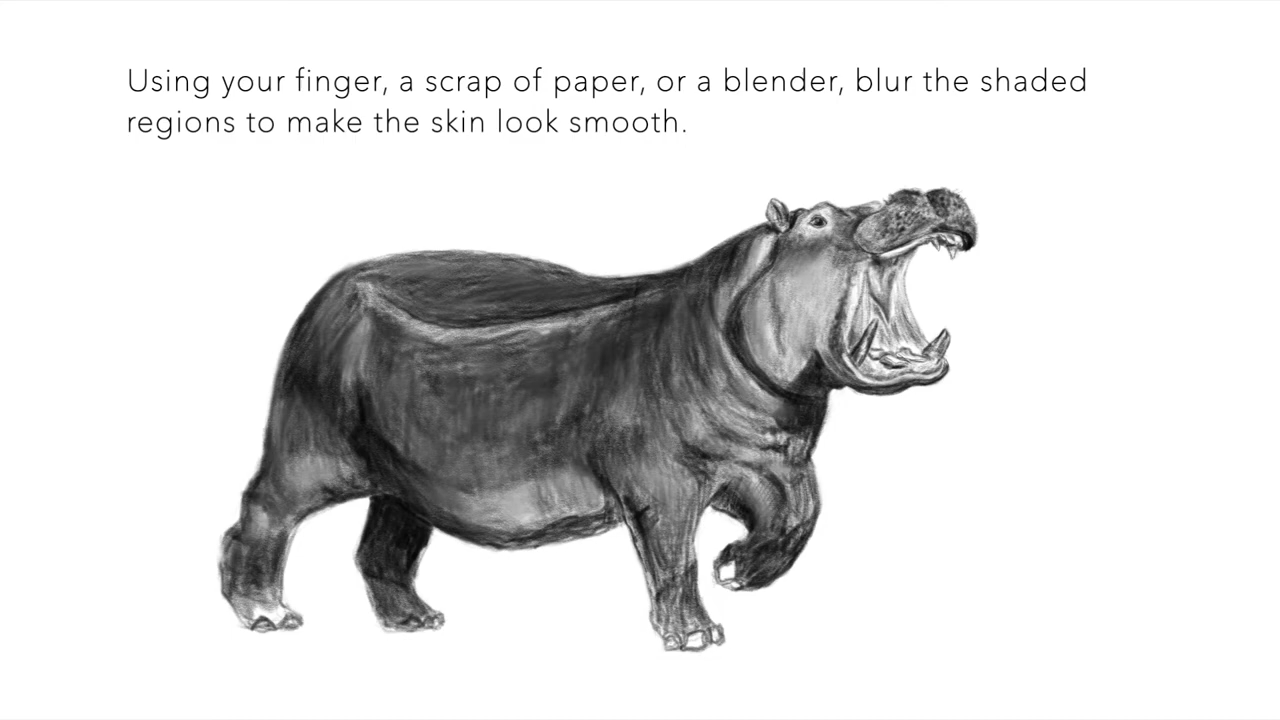 Using your finger, a scrap of paper, or a blender, blur the shaded
regions to make the skin look smooth.